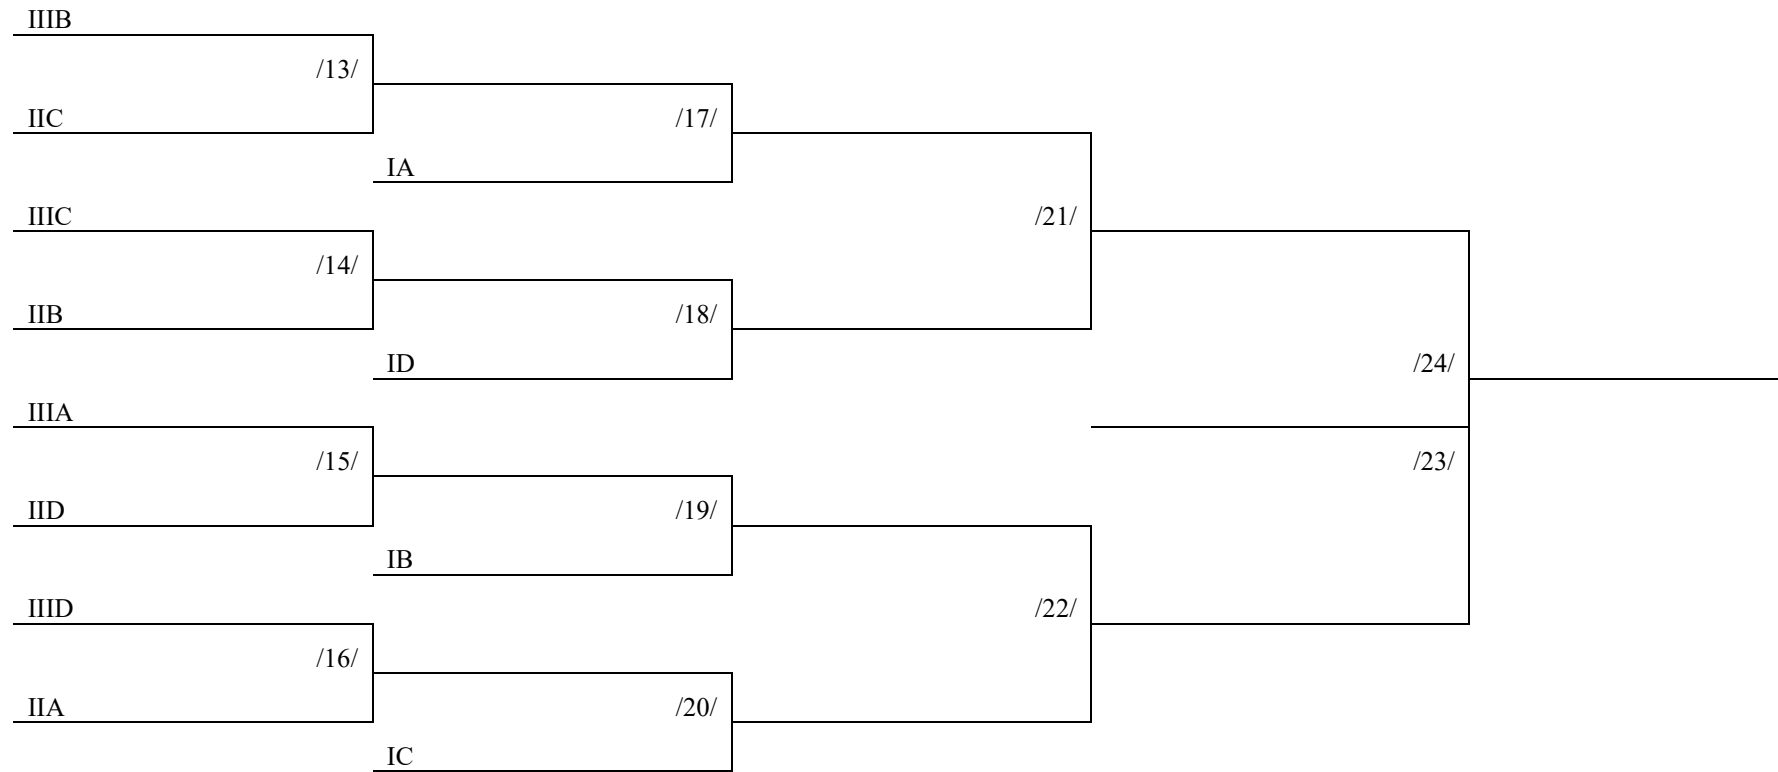 IIIB
/13/
IIC
/17/
IA
IIIC
/21/
/14/
IIB
/18/
ID
/24/
IIIA
/15/
/23/
IID
/19/
IB
IIID
/22/
/16/
IIA
/20/
IC